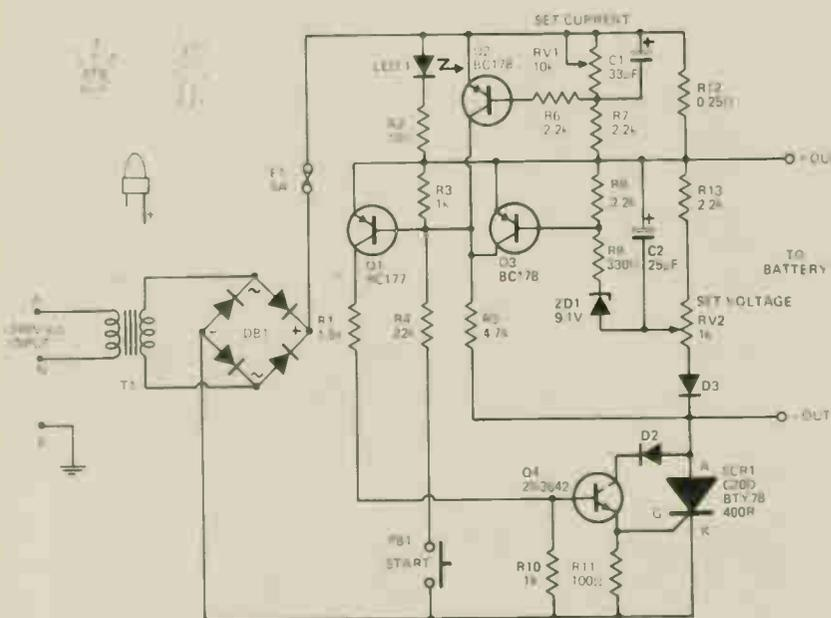 SET CURRENT
Q2
BC178
RV1
10k
C1
33µF
+
LED1
R12
0.25Ω
R6
2.2k
R7
2.2k
R3
1k
+OUT
R8
2.2k
R13
2.2k
+
Q1
BC177
Q3
BC178
R9
330Ω
C2
25µF
TO
BATTERY
ZD1
9.1V
SET VOLTAGE
RV2
1k
R1
R4
22k
R5
4.7k
DB1
~
-
+
~
T1
N
D3
-OUT
D2
A
Q4
2N3642
SCR1
C20D
BTY78
400R
G
K
PB1
START
R10
1k
R11
100Ω